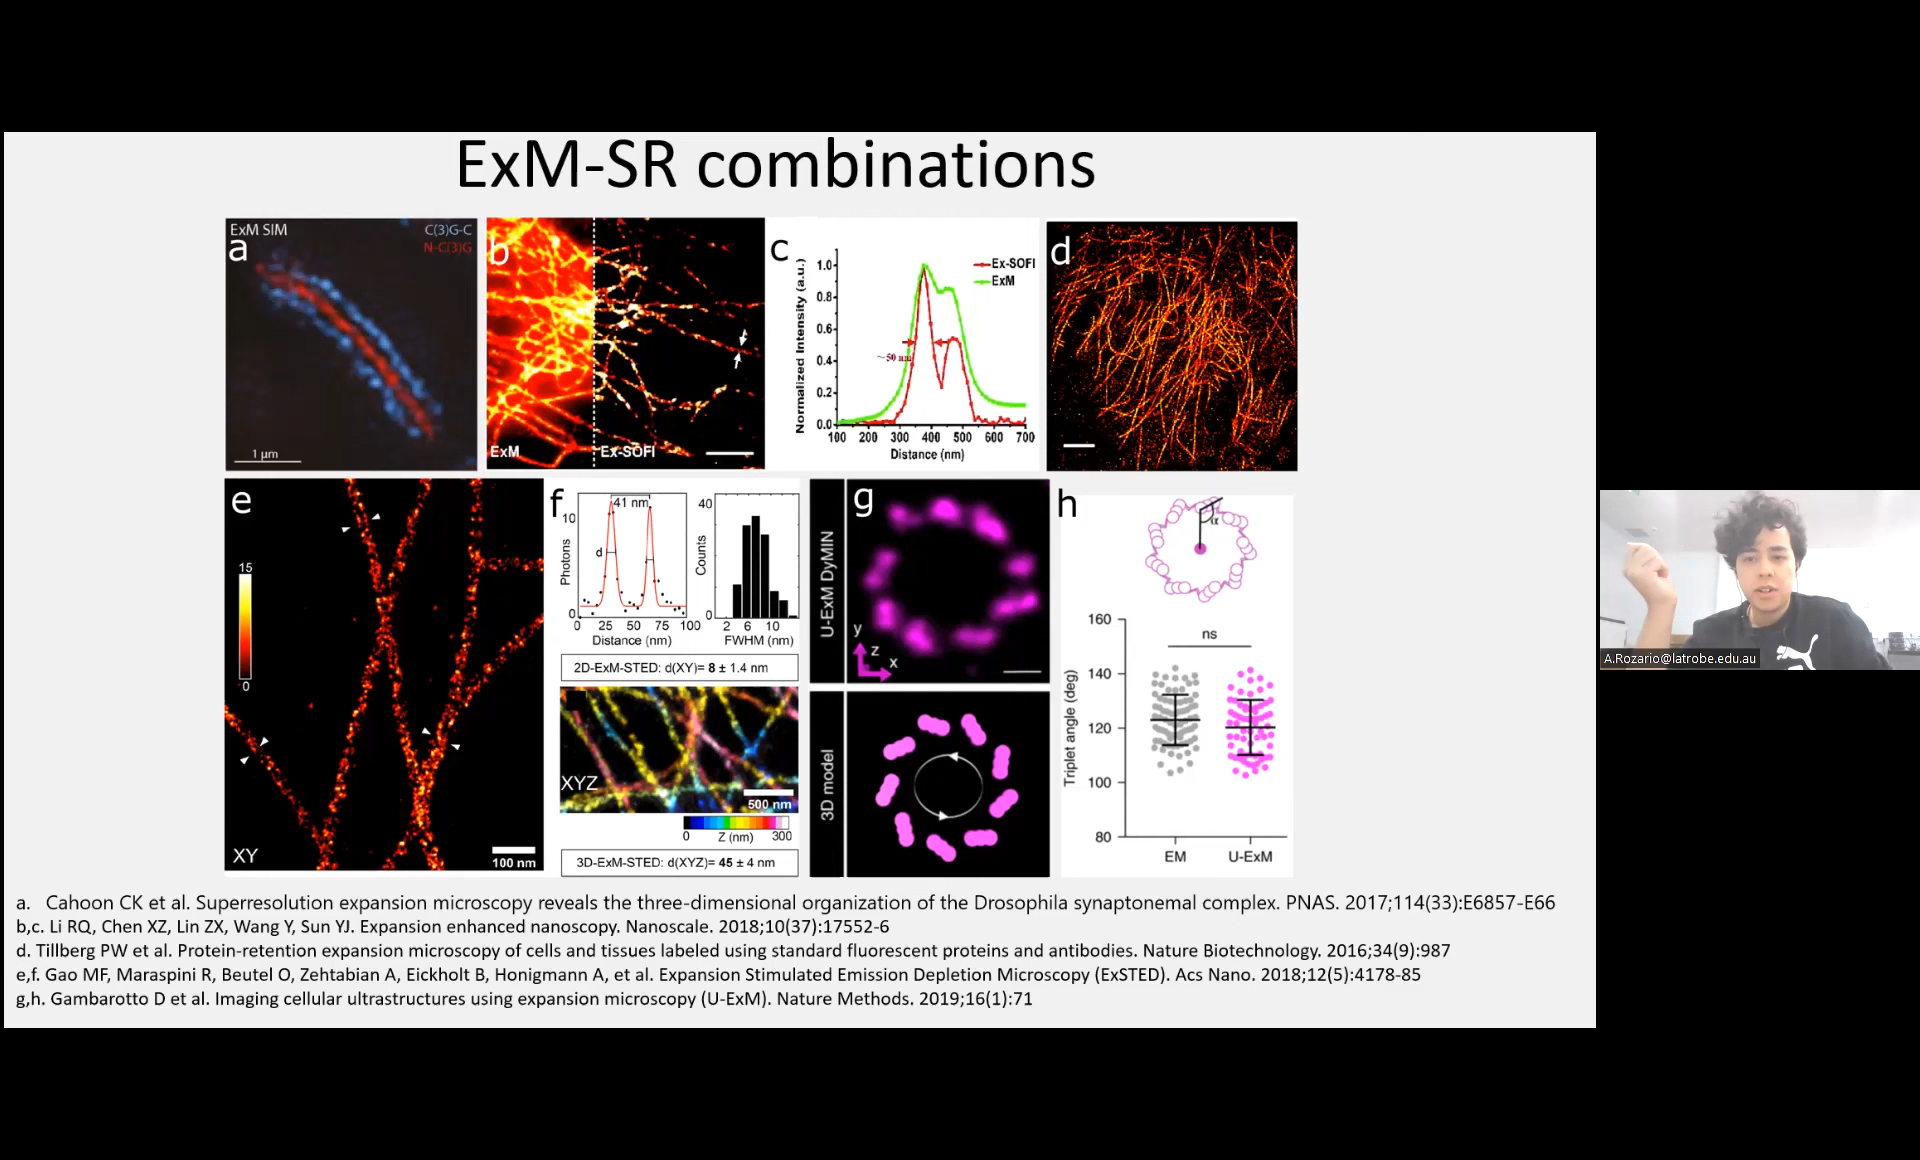 ExM-SR combinations
ExM SIM
C(3)G-C
N-C(3)G
a
1 µm
b
ExM
Ex-SOFI
c
Normalized Intensity (a.u.)
1.0
0.8
0.6
0.4
0.2
0.0
Ex-SOFI
ExM
~50 nm
100 200 300 400 500 600 700
Distance (nm)
d
e
15
0
XY
100 nm
f
41 nm
10
0
Photons
d
0 25 50 75 100
Distance (nm)
40
0
Counts
2 6 10
FWHM (nm)
2D-ExM-STED: d(XY)= 8 ± 1.4 nm
XYZ
500 nm
0 Z (nm) 300
3D-ExM-STED: d(XYZ)= 45 ± 4 nm
U-ExM DyMIN
g
y
z
x
3D model
h
α
160
140
120
100
80
Triplet angle (deg)
ns
EM U-ExM
a. Cahoon CK et al. Superresolution expansion microscopy reveals the three-dimensional organization of the Drosophila synaptonemal complex. PNAS. 2017;114(33):E6857-E66
b,c. Li RQ, Chen XZ, Lin ZX, Wang Y, Sun YJ. Expansion enhanced nanoscopy. Nanoscale. 2018;10(37):17552-6
d. Tillberg PW et al. Protein-retention expansion microscopy of cells and tissues labeled using standard fluorescent proteins and antibodies. Nature Biotechnology. 2016;34(9):987
e,f. Gao MF, Maraspini R, Beutel O, Zehtabian A, Eickholt B, Honigmann A, et al. Expansion Stimulated Emission Depletion Microscopy (ExSTED). Acs Nano. 2018;12(5):4178-85
g,h. Gambarotto D et al. Imaging cellular ultrastructures using expansion microscopy (U-ExM). Nature Methods. 2019;16(1):71
A.Rozario@latrobe.edu.au